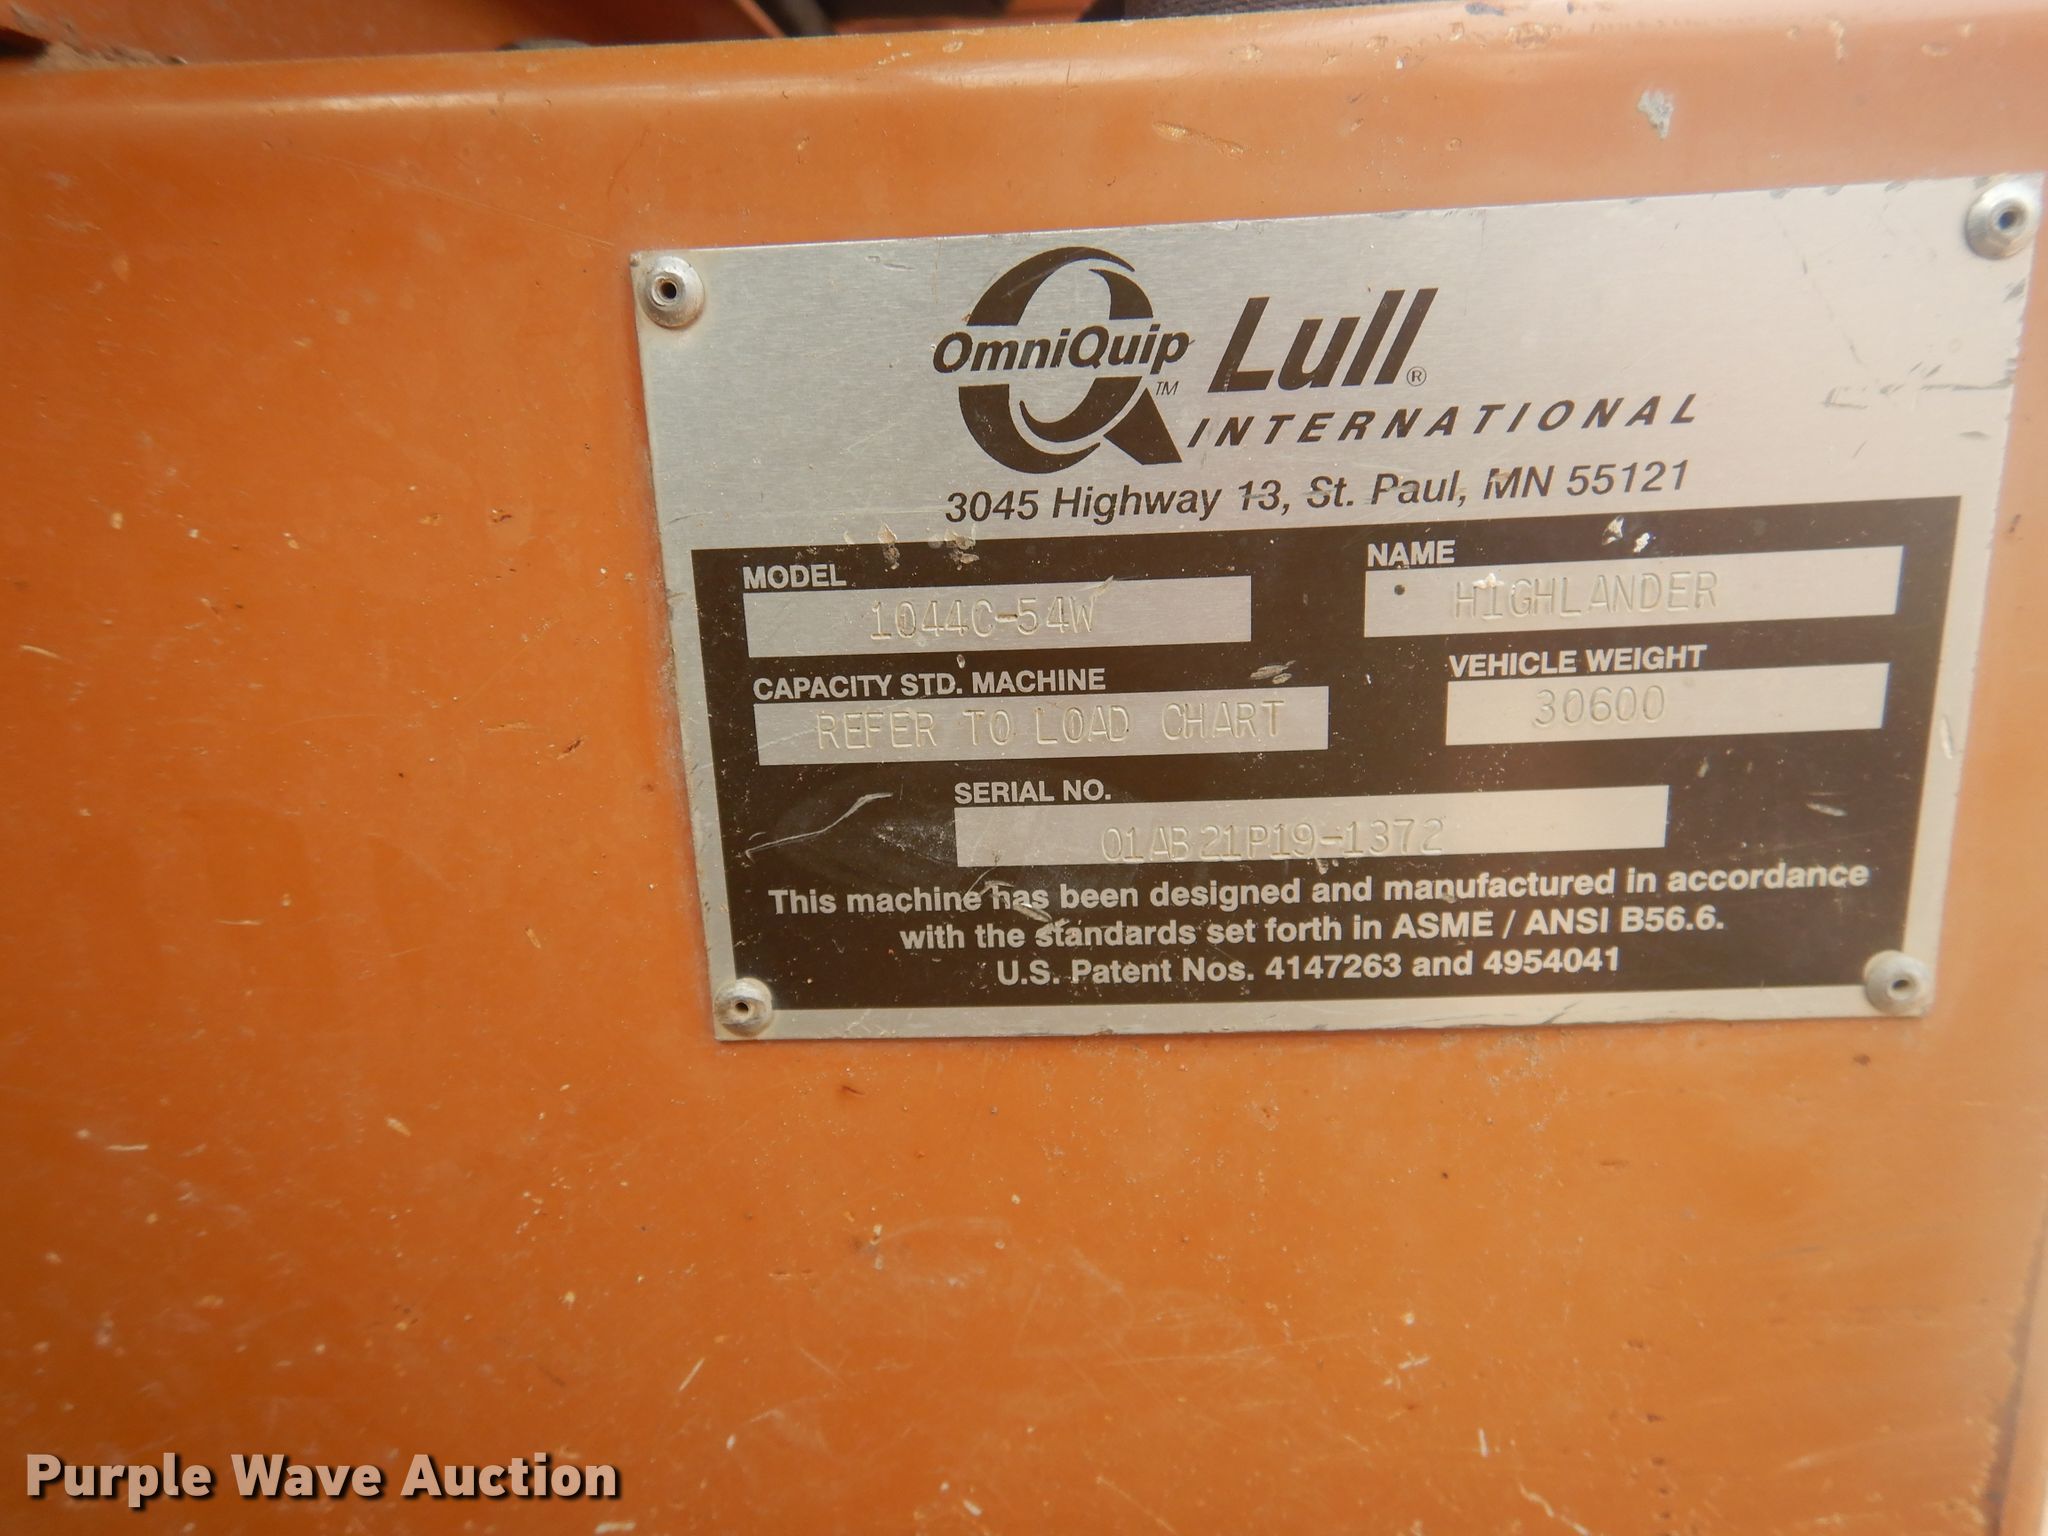 OmniQuip™ Lull®
INTERNATIONAL
3045 Highway 13, St. Paul, MN 55121
MODEL
1044C-54W
NAME
HIGHLANDER
CAPACITY STD. MACHINE
REFER TO LOAD CHART
VEHICLE WEIGHT
30600
SERIAL NO.
01AB21P19-1372
This machine has been designed and manufactured in accordance
with the standards set forth in ASME / ANSI B56.6.
U.S. Patent Nos. 4147263 and 4954041
Purple Wave Auction